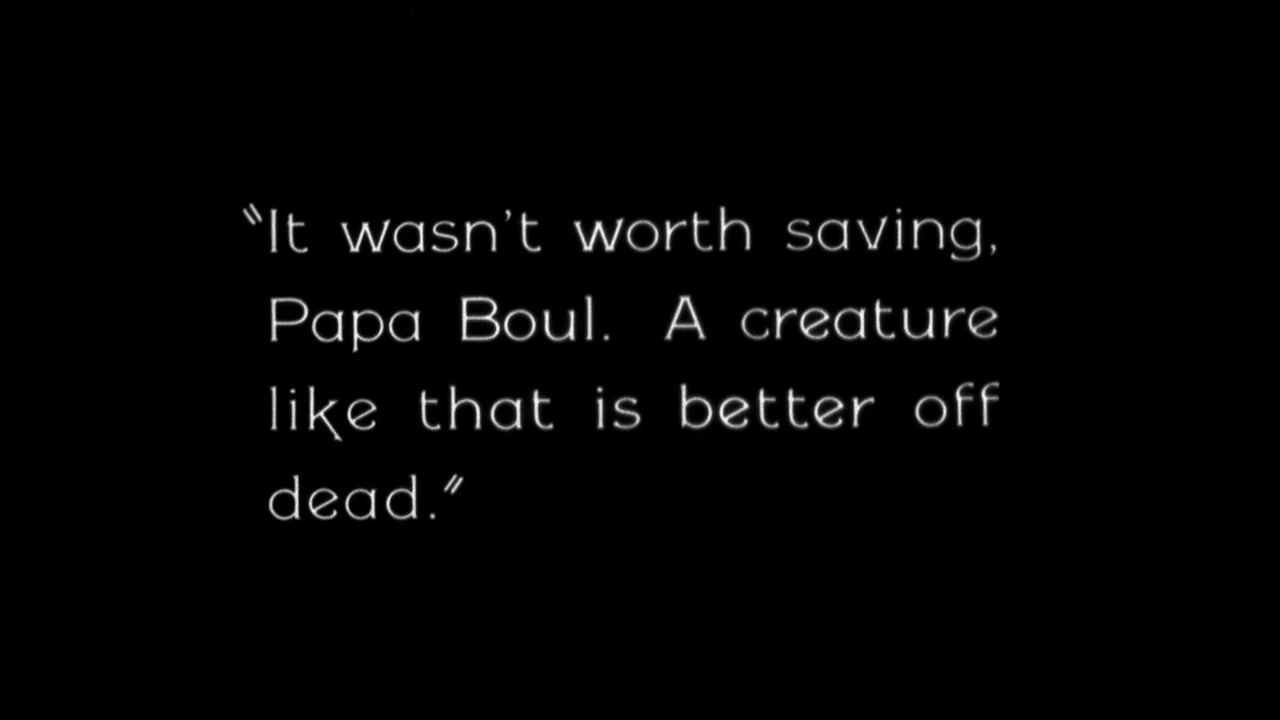 "It wasn't worth saving,
Papa Boul. A creature
like that is better off
dead."